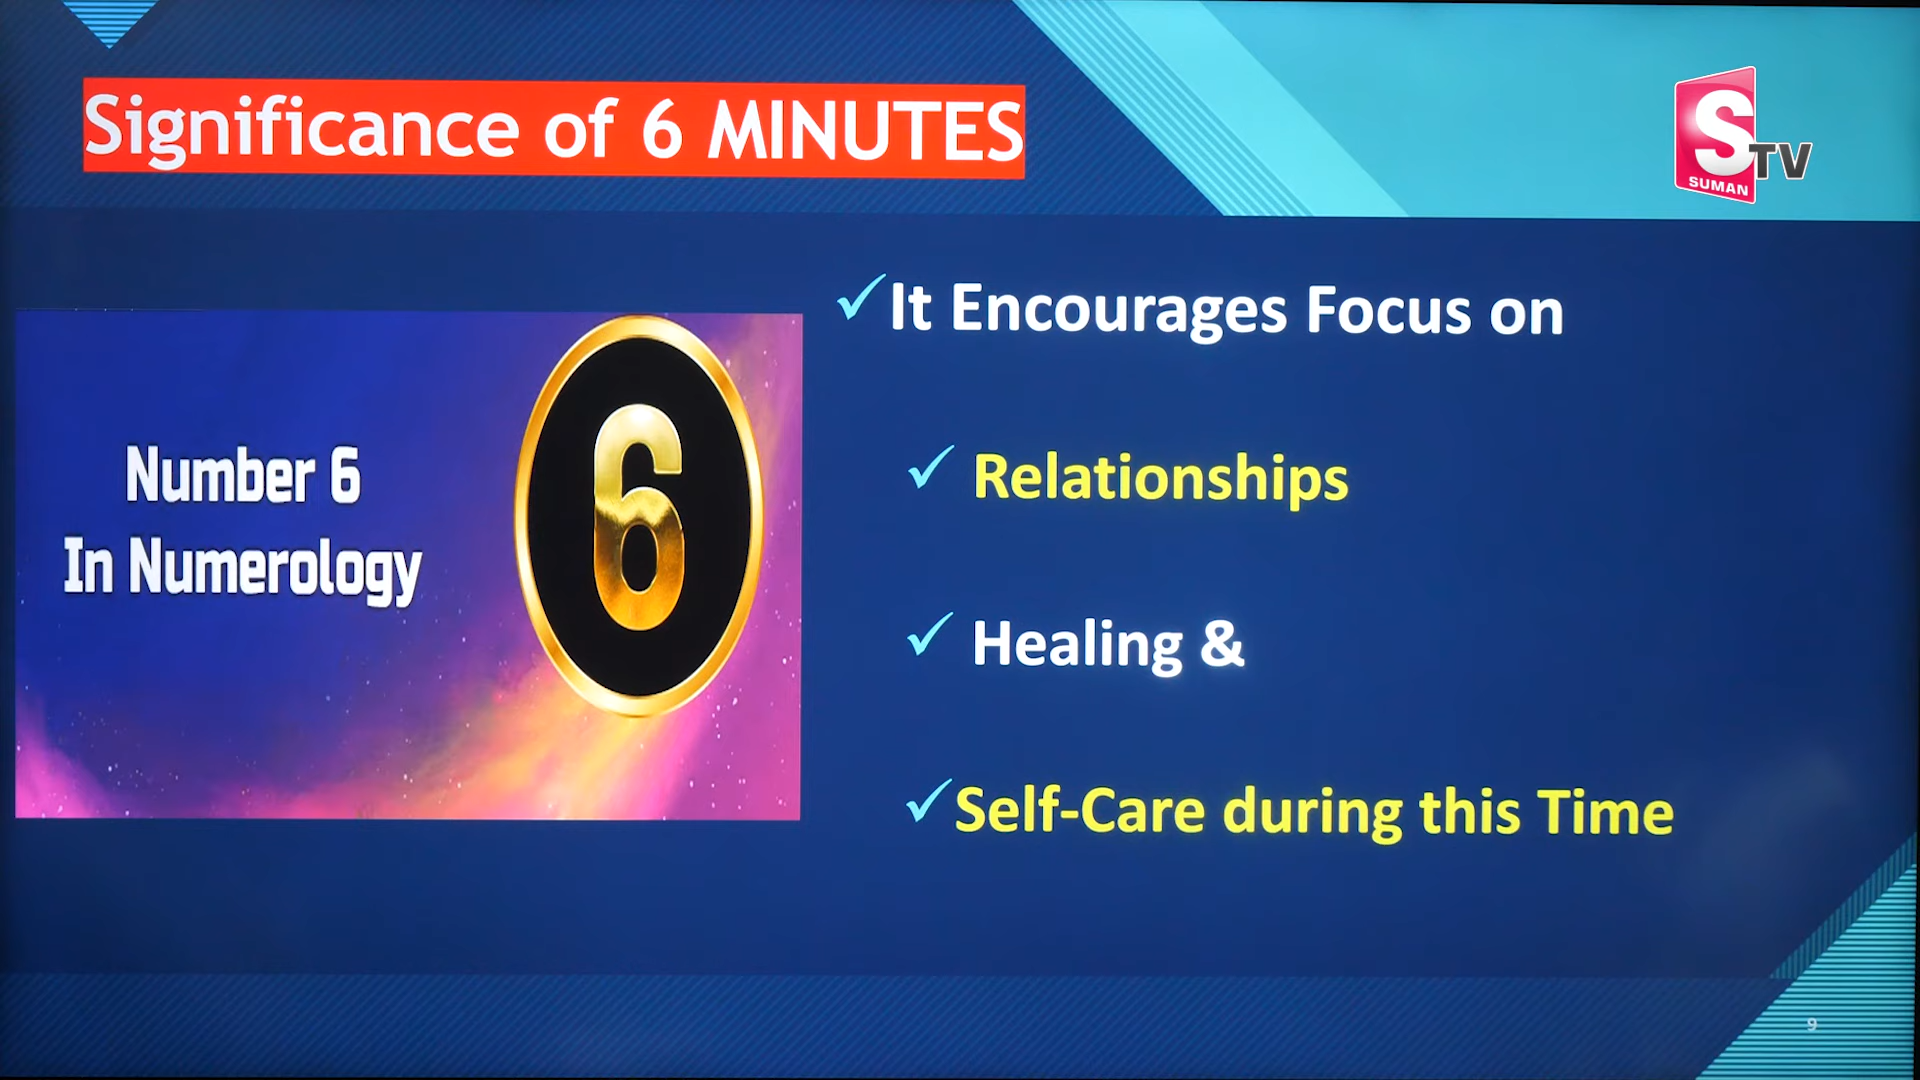 Significance of 6 MINUTES
S TV
SUMAN
Number 6
In Numerology
6
✓It Encourages Focus on
✓ Relationships
✓ Healing &
✓Self-Care during this Time
9